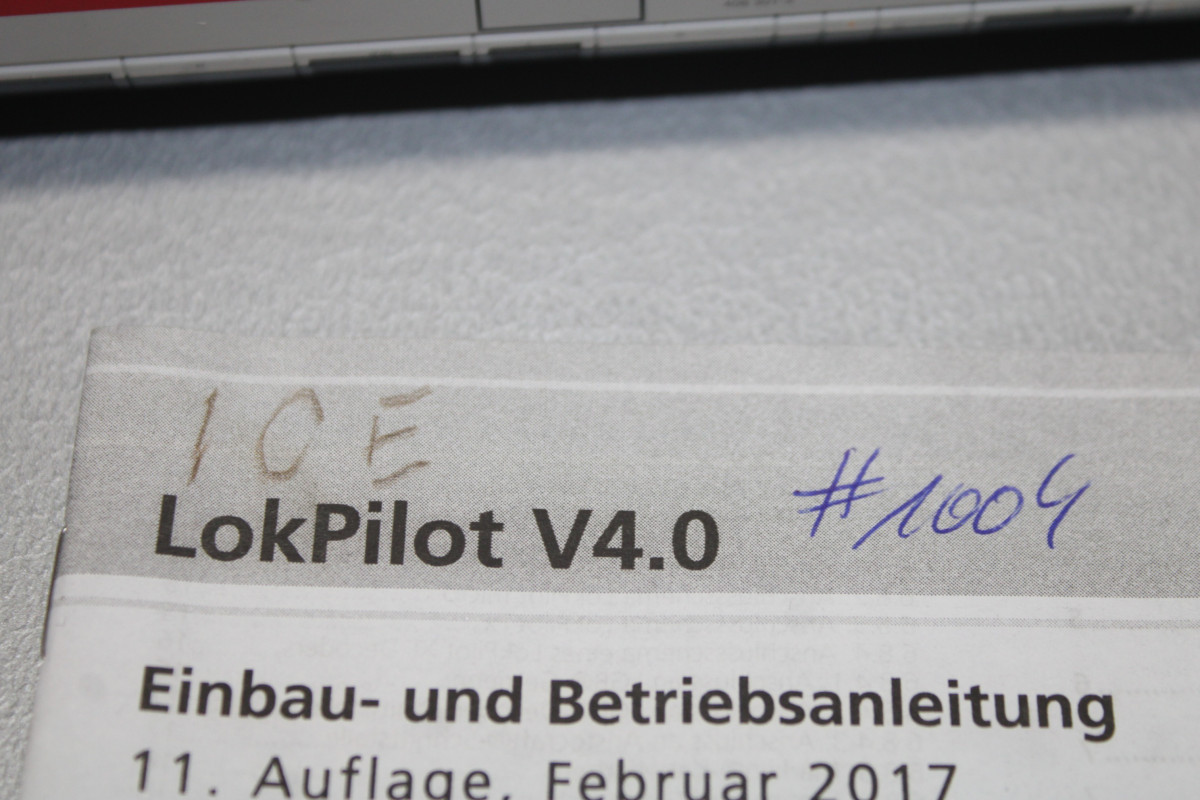 ICE
#1004
LokPilot V4.0
Einbau- und Betriebsanleitung
11. Auflage, Februar 2017